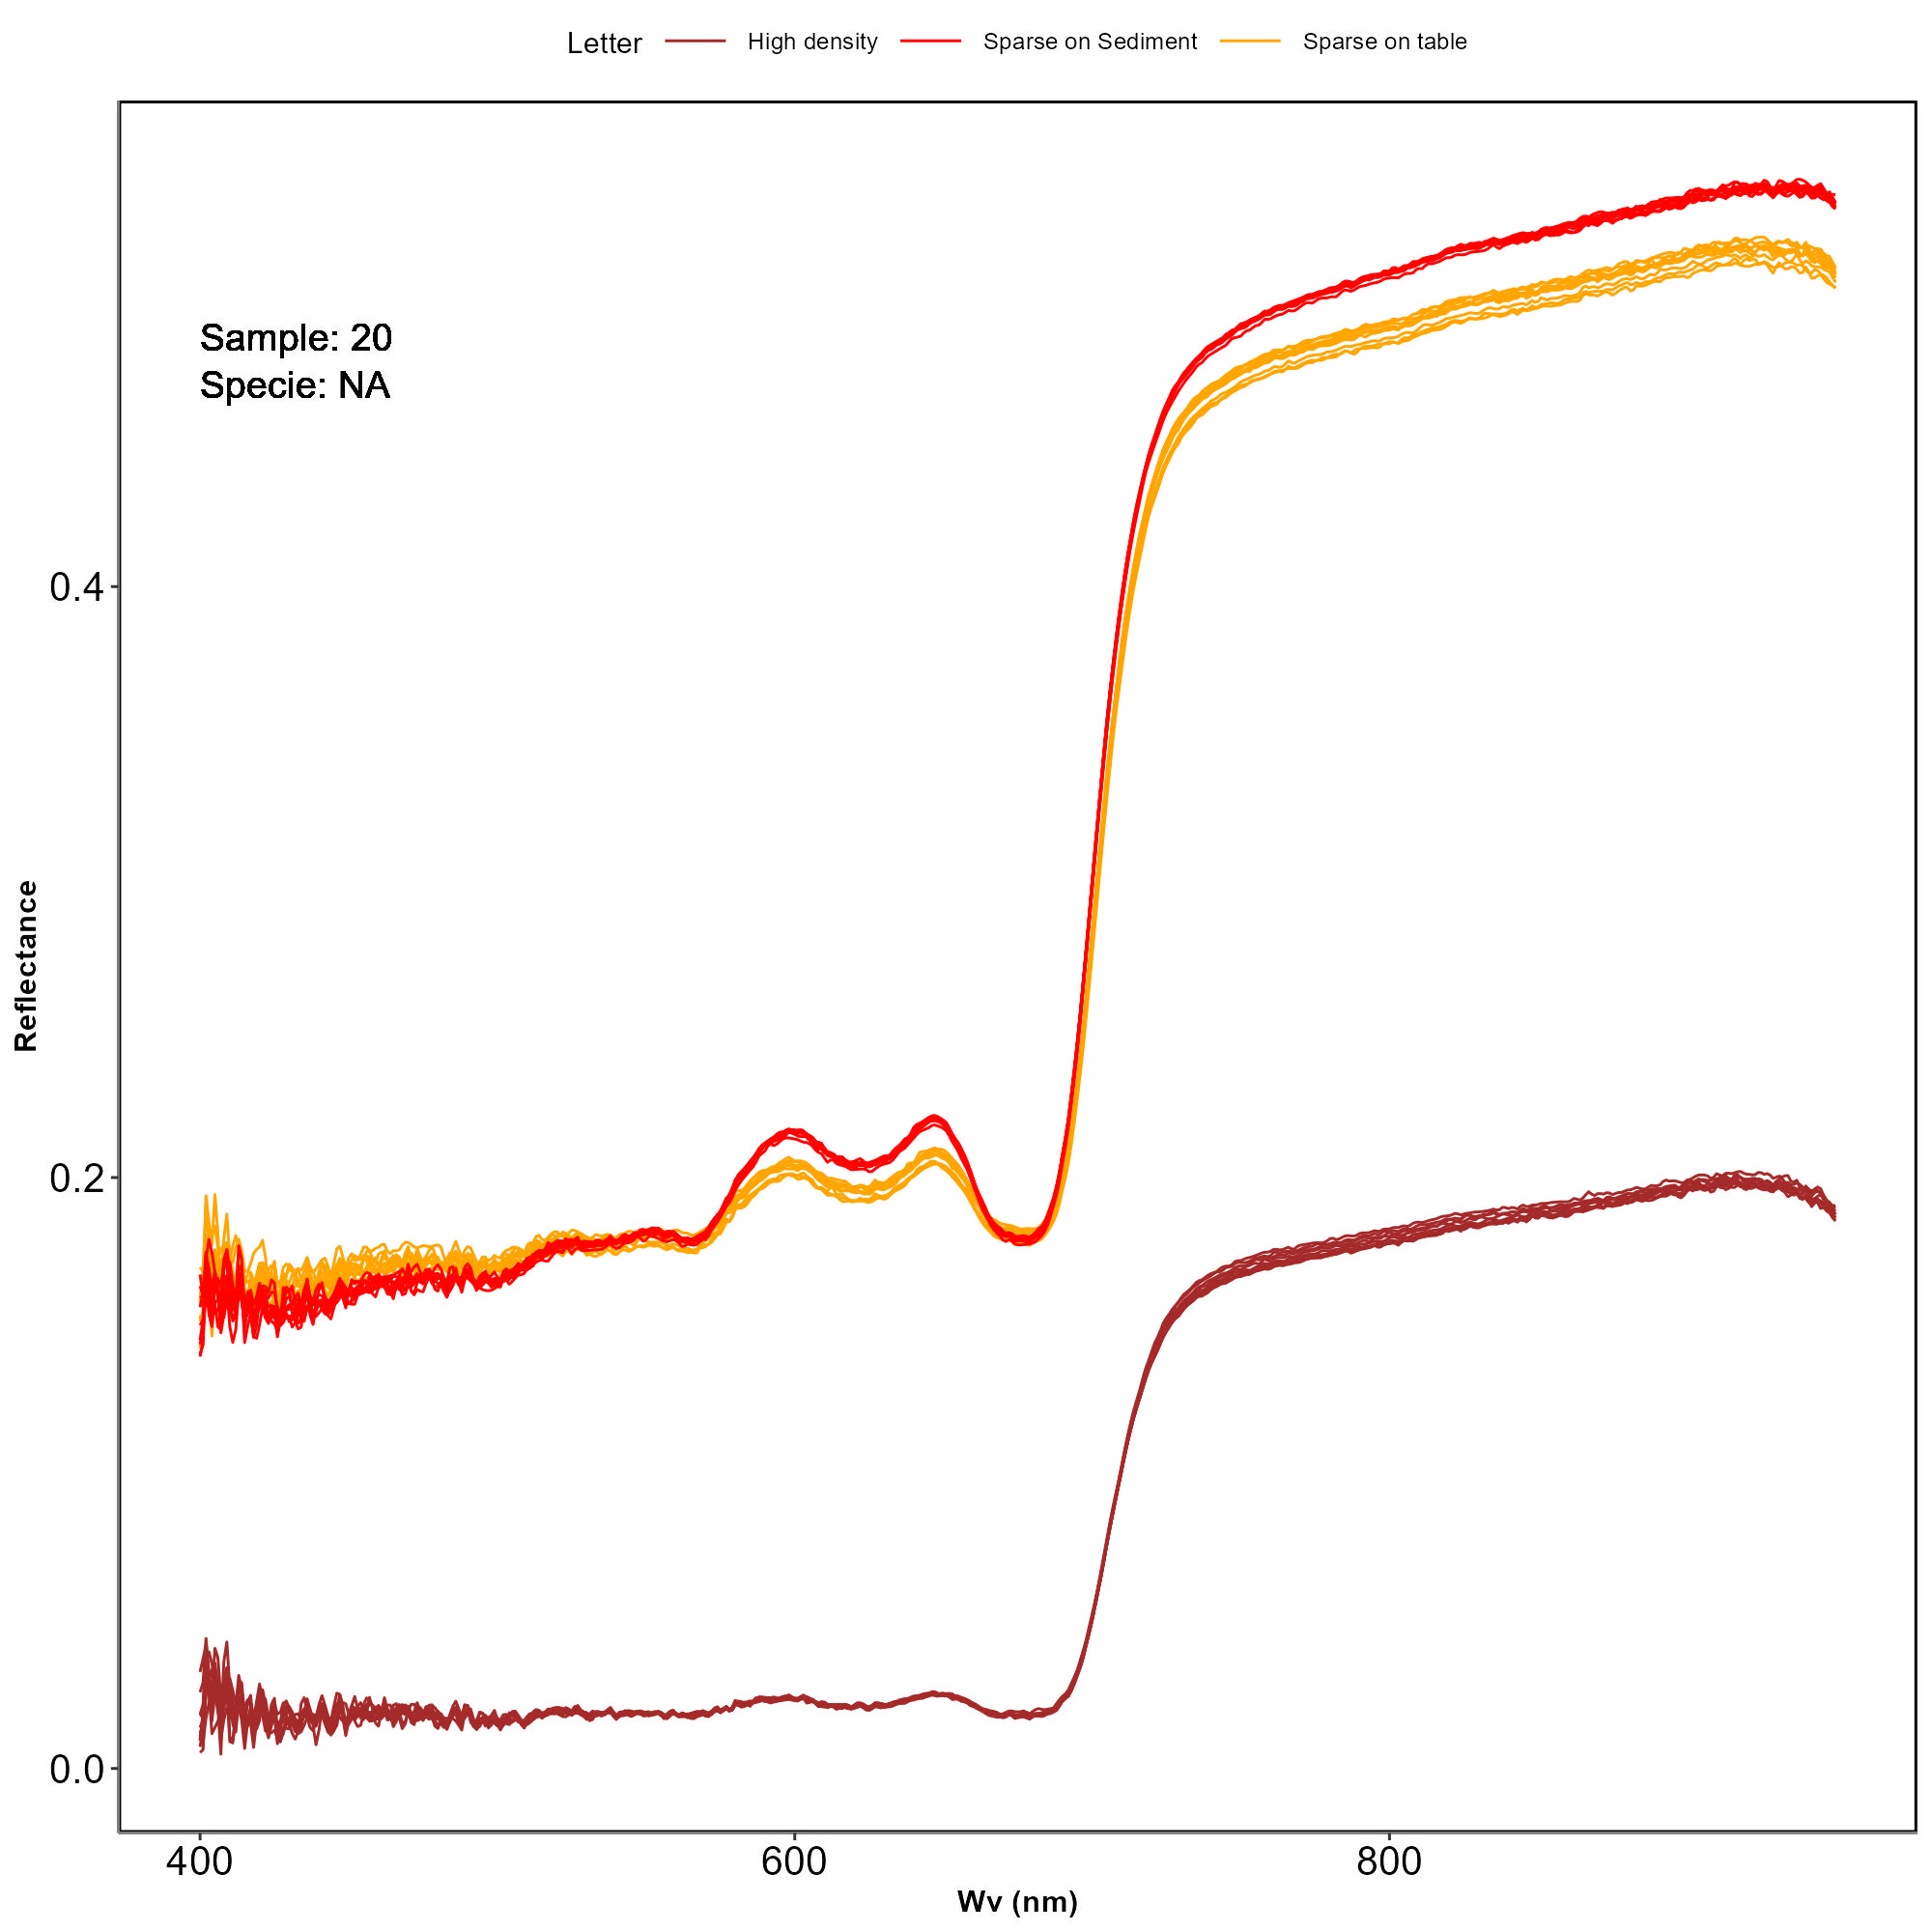 Letter High density Sparse on Sediment Sparse on table
Sample: 20
Specie: NA
0.4
0.2
0.0
Reflectance
400 600 800
Wv (nm)